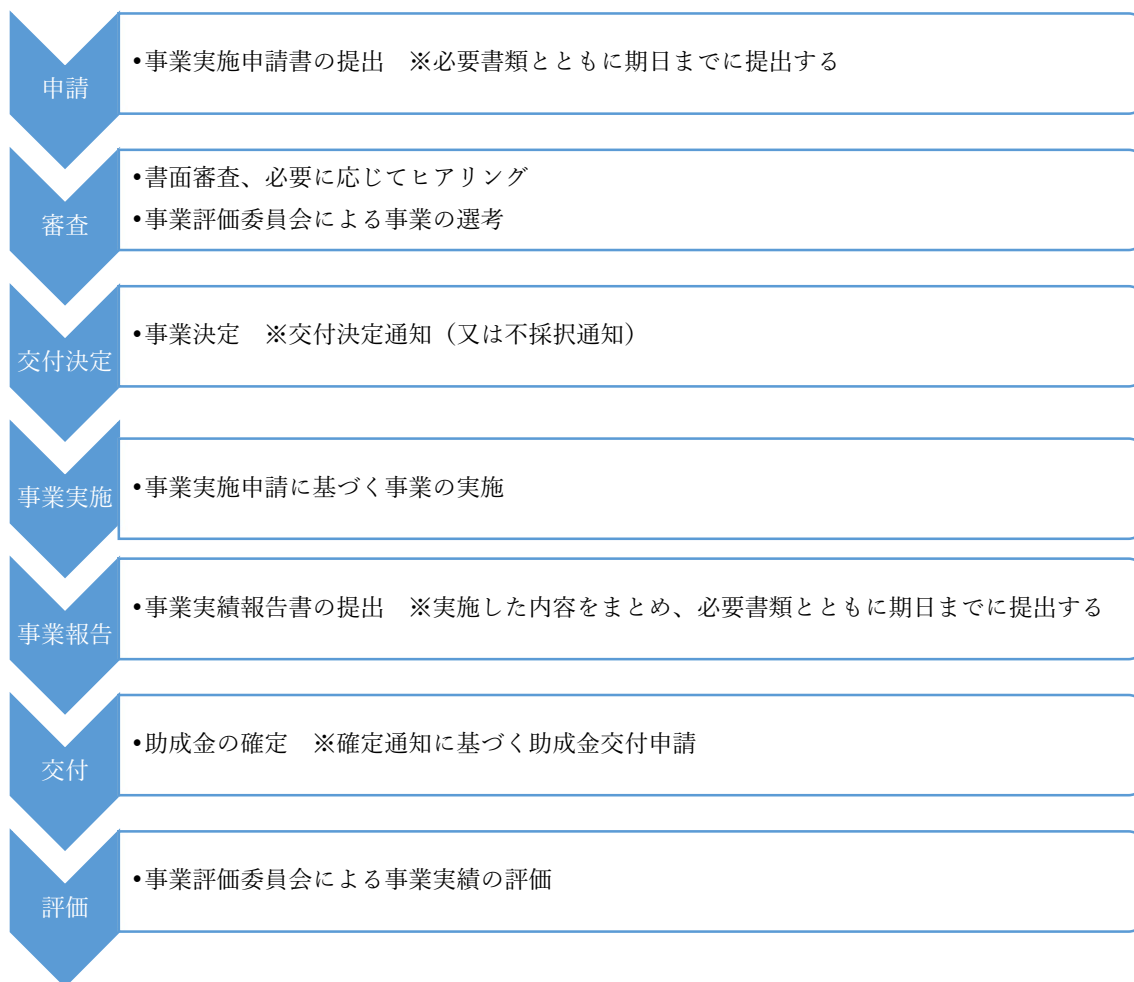 申請
•事業実施申請書の提出　※必要書類とともに期日までに提出する
審査
•書面審査、必要に応じてヒアリング
•事業評価委員会による事業の選考
交付決定
•事業決定　※交付決定通知（又は不採択通知）
事業実施
•事業実施申請に基づく事業の実施
事業報告
•事業実績報告書の提出　※実施した内容をまとめ、必要書類とともに期日までに提出する
交付
•助成金の確定　※確定通知に基づく助成金交付申請
評価
•事業評価委員会による事業実績の評価